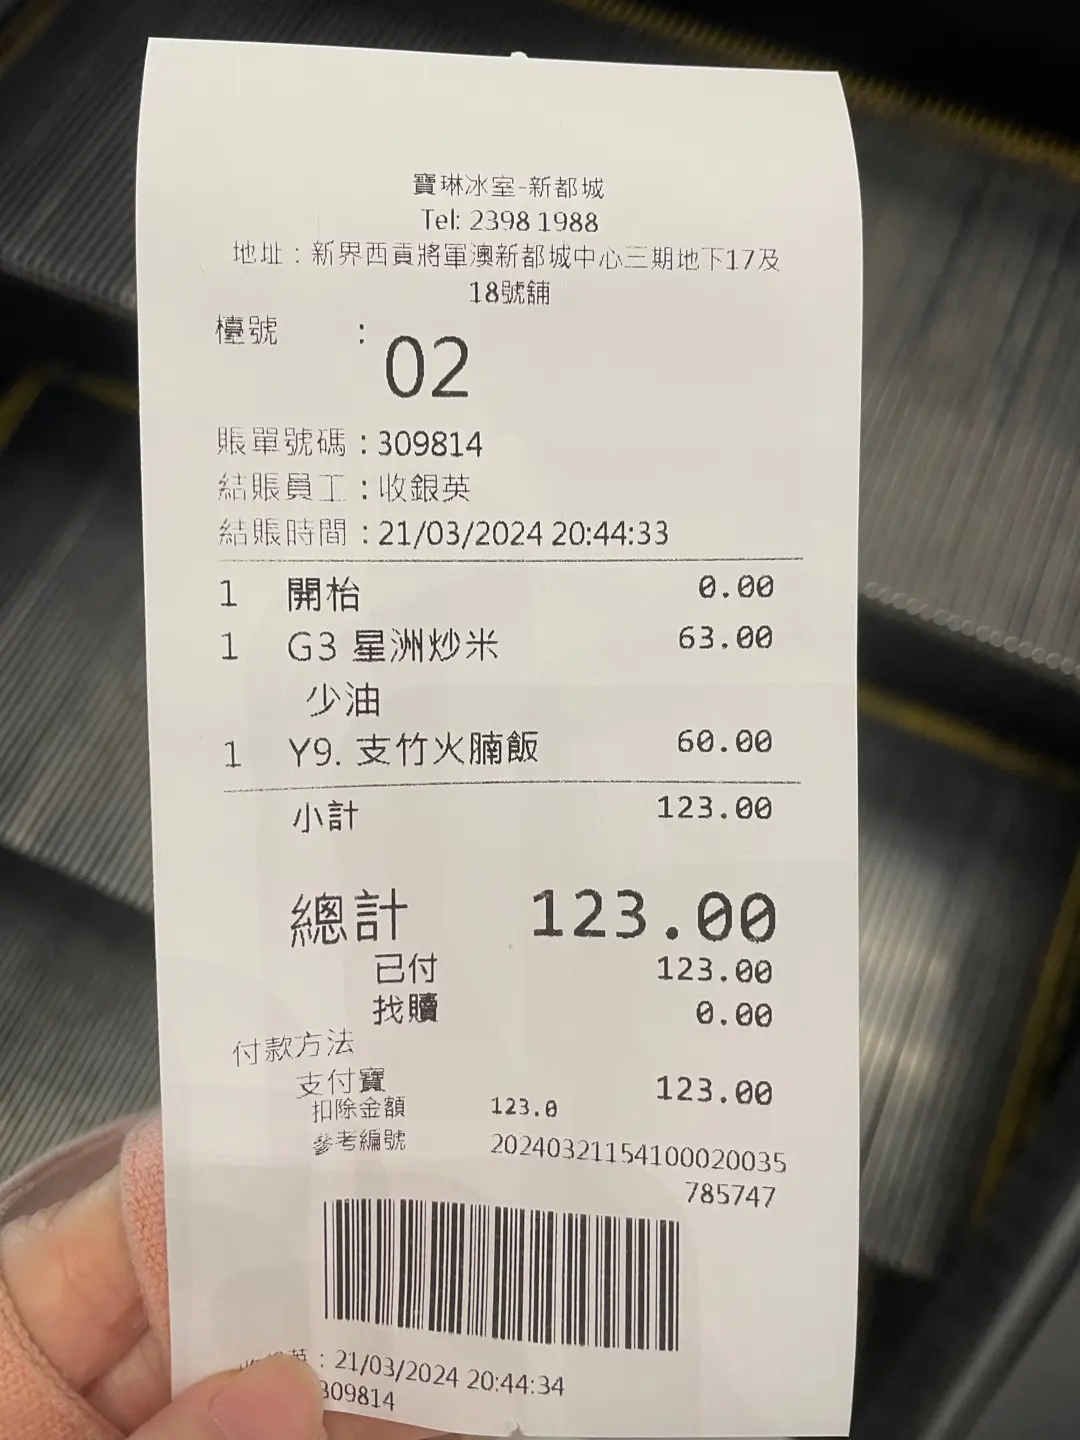 寶琳冰室-新都城
Tel: 2398 1988
地址：新界西貢將軍澳新都城中心三期地下17及
18號舖
檯號 : 02
賬單號碼 : 309814
結賬員工 : 收銀英
結賬時間 : 21/03/2024 20:44:33
1 開枱 0.00
1 G3 星洲炒米 63.00
少油
1 Y9. 支竹火腩飯 60.00
小計 123.00
總計 123.00
已付 123.00
找贖 0.00
付款方法
支付寶 123.00
扣除金額 123.0
參考編號 20240321154100020035
785747
英 : 21/03/2024 20:44:34
309814